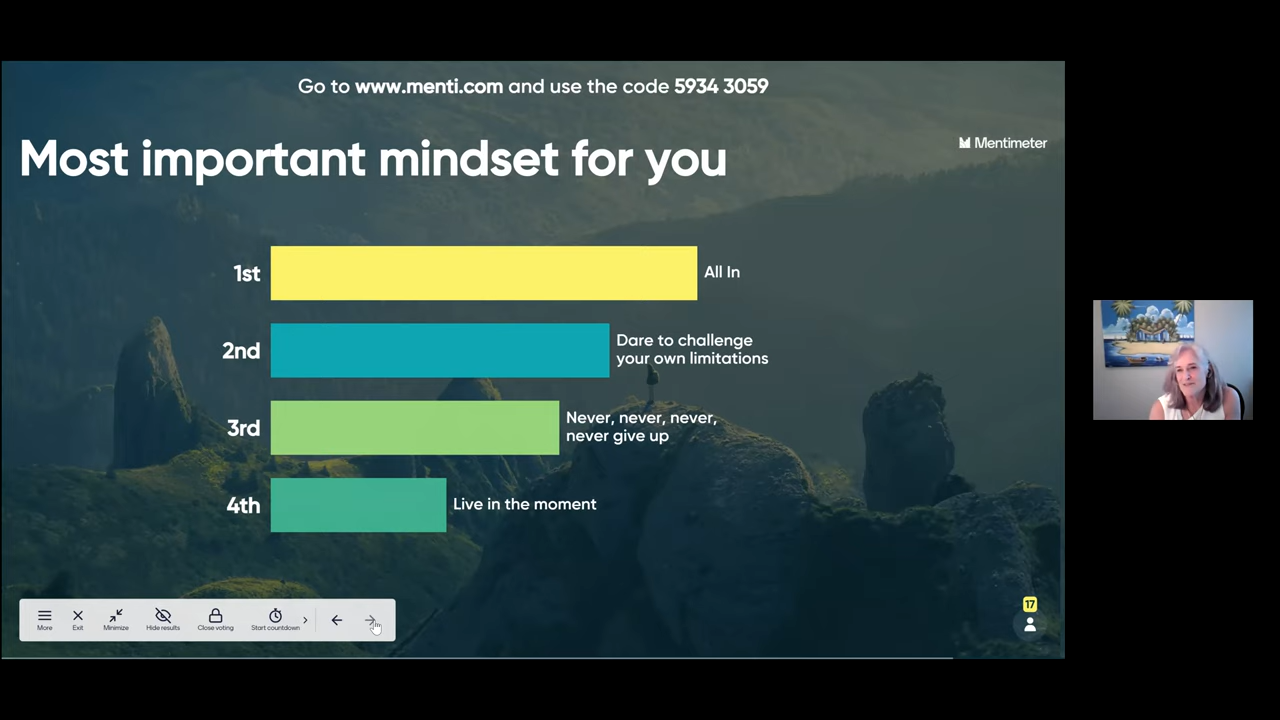 Go to www.menti.com and use the code 5934 3059
Most important mindset for you
Mentimeter
1st
All In
2nd
Dare to challenge
your own limitations
3rd
Never, never, never,
never give up
4th
Live in the moment
17
More
Exit
Minimize
Hide results
Close voting
Start countdown